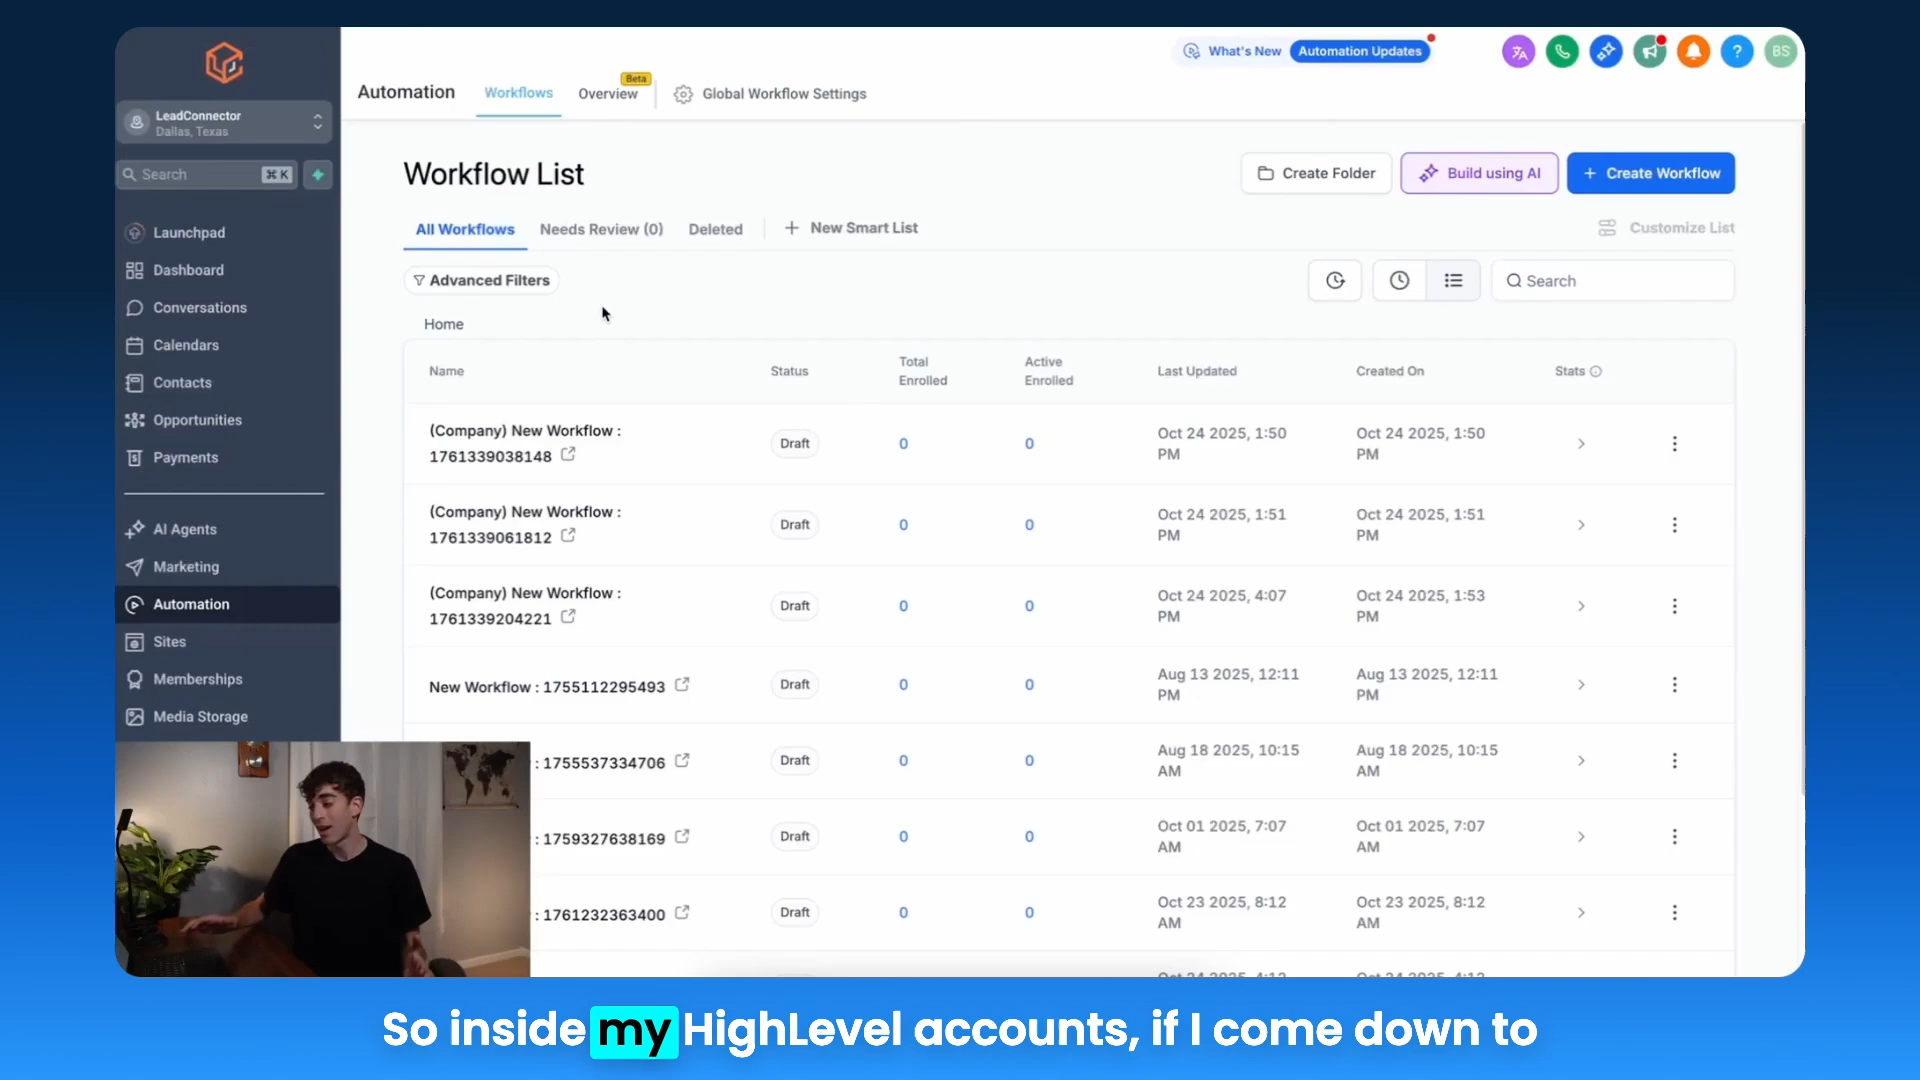 What's New
Automation Updates
BS
LeadConnector
Dallas, Texas
Search
⌘ K
Launchpad
Dashboard
Conversations
Calendars
Contacts
Opportunities
Payments
AI Agents
Marketing
Automation
Sites
Memberships
Media Storage
Automation
Workflows
Overview
Beta
Global Workflow Settings
Workflow List
Create Folder
Build using AI
+ Create Workflow
All Workflows
Needs Review (0)
Deleted
+ New Smart List
Customize List
Advanced Filters
Search
Home
Name
Status
Total
Enrolled
Active
Enrolled
Last Updated
Created On
Stats
(Company) New Workflow :
1761339038148
Draft
0
0
Oct 24 2025, 1:50
PM
Oct 24 2025, 1:50
PM
(Company) New Workflow :
1761339061812
Draft
0
0
Oct 24 2025, 1:51
PM
Oct 24 2025, 1:51
PM
(Company) New Workflow :
1761339204221
Draft
0
0
Oct 24 2025, 4:07
PM
Oct 24 2025, 1:53
PM
New Workflow : 1755112295493
Draft
0
0
Aug 13 2025, 12:11
PM
Aug 13 2025, 12:11
PM
: 1755537334706
Draft
0
0
Aug 18 2025, 10:15
AM
Aug 18 2025, 10:15
AM
: 1759327638169
Draft
0
0
Oct 01 2025, 7:07
AM
Oct 01 2025, 7:07
AM
: 1761232363400
Draft
0
0
Oct 23 2025, 8:12
AM
Oct 23 2025, 8:12
AM
So inside my HighLevel accounts, if I come down to